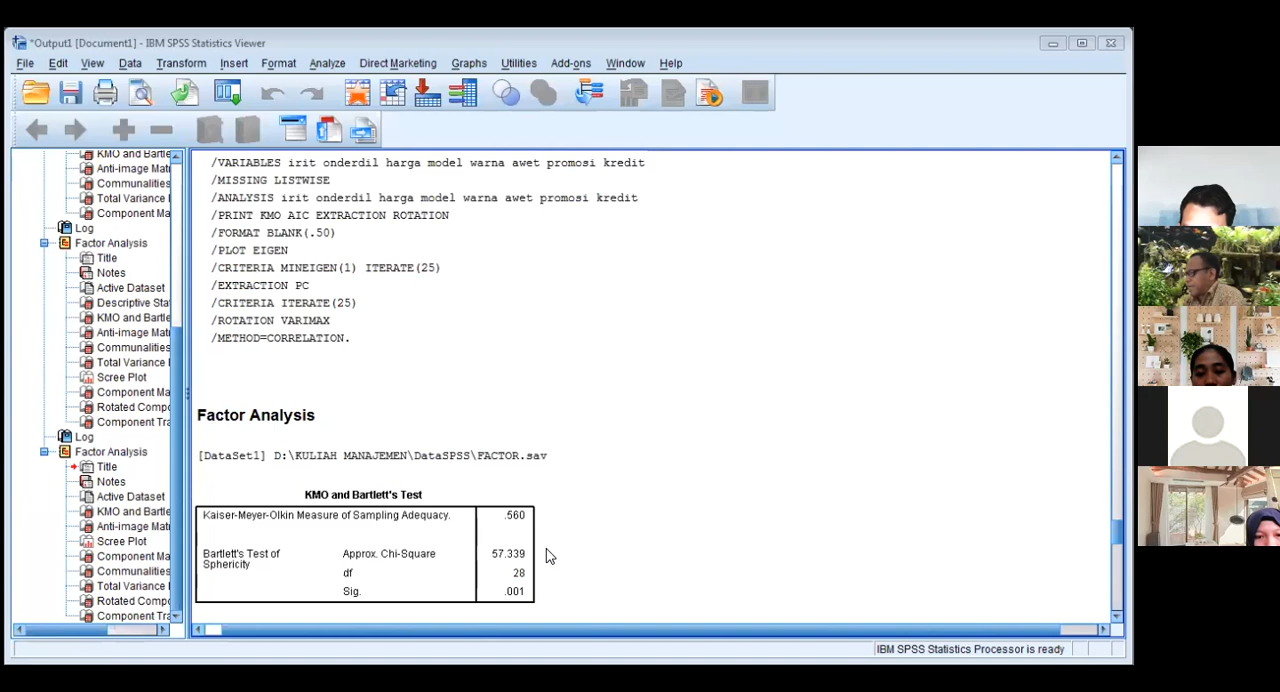 *Output1 [Document1] - IBM SPSS Statistics Viewer
File Edit View Data Transform Insert Format Analyze Direct Marketing Graphs Utilities Add-ons Window Help
KMO and Bartle
Anti-image Matr
Communalities
Total Variance
Component Ma
Log
Factor Analysis
Title
Notes
Active Dataset
Descriptive Sta
KMO and Bartle
Anti-image Matr
Communalities
Total Variance
Scree Plot
Component Ma
Rotated Compo
Component Tra
Log
Factor Analysis
Title
Notes
Active Dataset
KMO and Bartle
Anti-image Matr
Scree Plot
Component Ma
Communalities
Total Variance
Rotated Compo
Component Tra
/VARIABLES irit onderdil harga model warna awet promosi kredit
/MISSING LISTWISE
/ANALYSIS irit onderdil harga model warna awet promosi kredit
/PRINT KMO AIC EXTRACTION ROTATION
/FORMAT BLANK(.50)
/PLOT EIGEN
/CRITERIA MINEIGEN(1) ITERATE(25)
/EXTRACTION PC
/CRITERIA ITERATE(25)
/ROTATION VARIMAX
/METHOD=CORRELATION.
Factor Analysis
[DataSet1] D:\KULIAH MANAJEMEN\DataSPSS\FACTOR.sav
KMO and Bartlett's Test
Kaiser-Meyer-Olkin Measure of Sampling Adequacy. .560
Bartlett's Test of Sphericity Approx. Chi-Square 57.339
df 28
Sig. .001
IBM SPSS Statistics Processor is ready